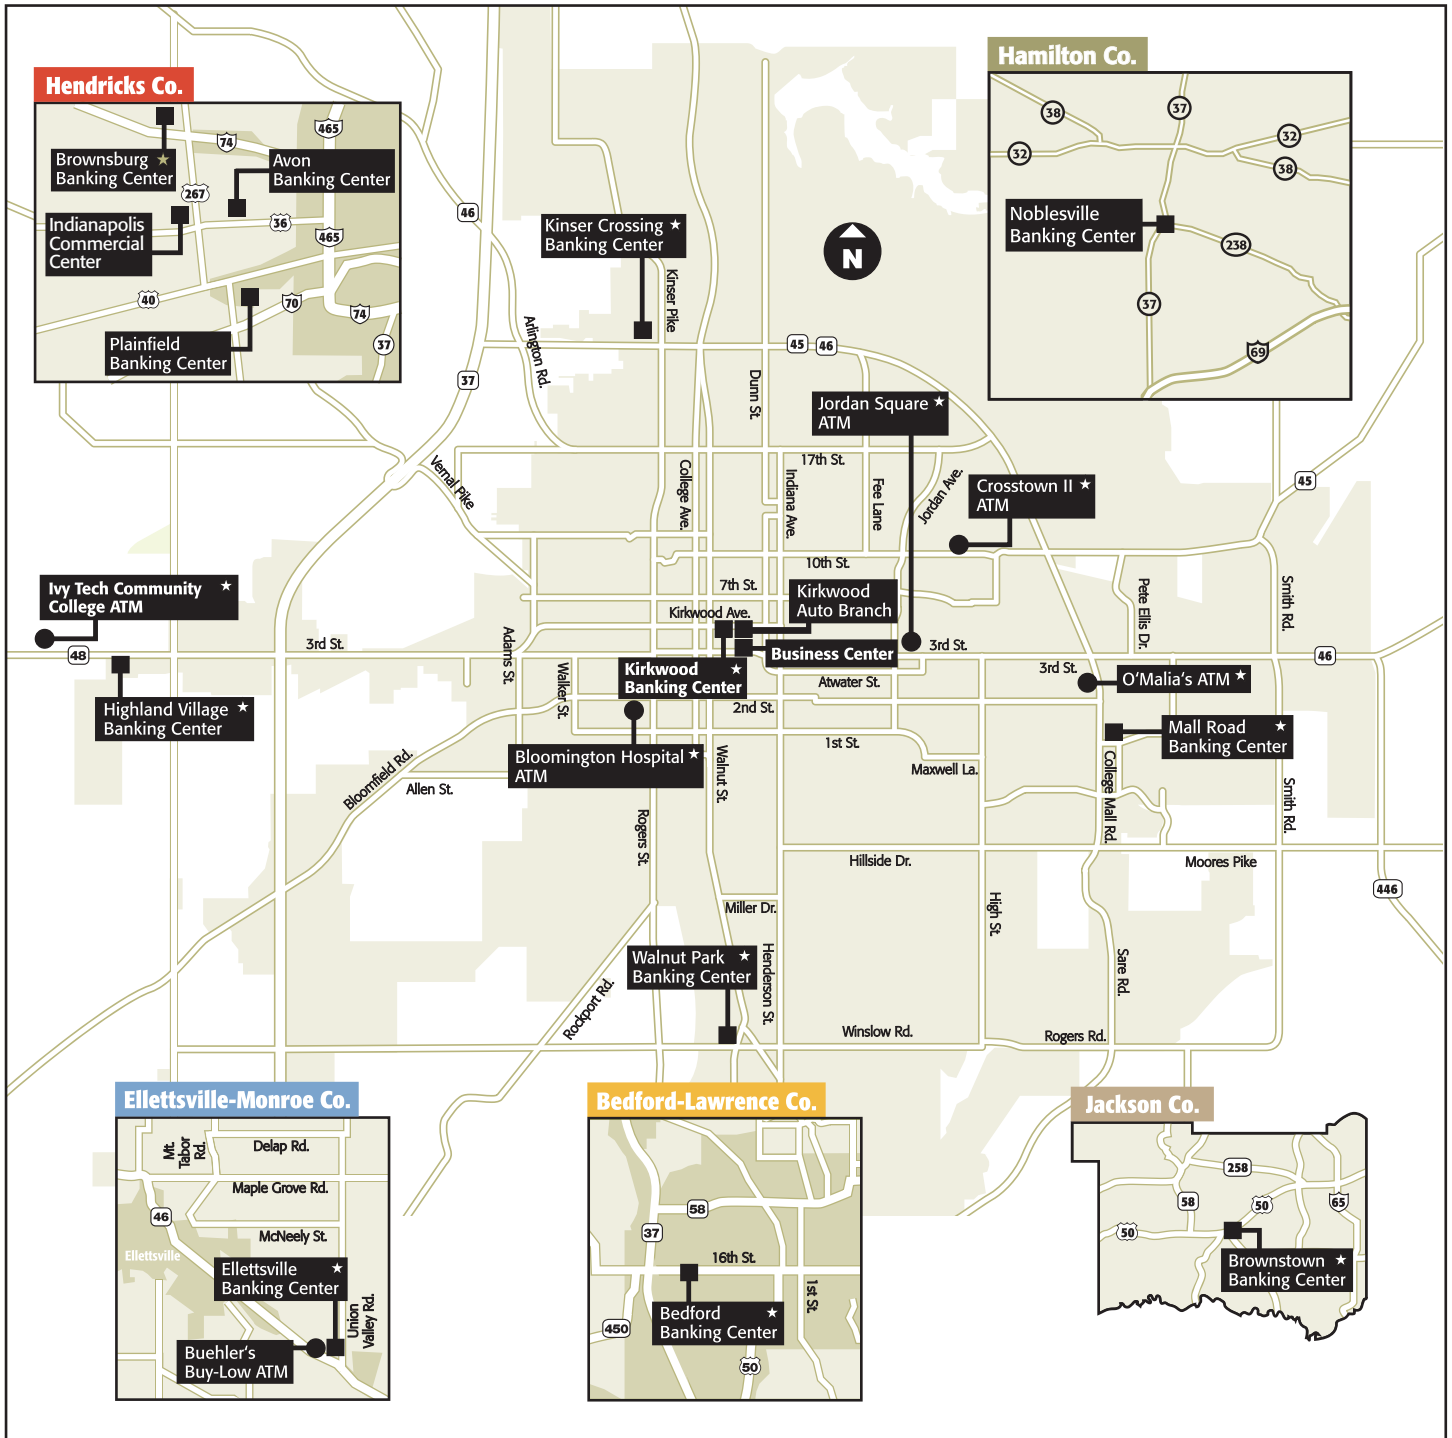 Hendricks Co.
74
465
Brownsburg ★
Banking Center
Avon
Banking Center
267
Indianapolis
Commercial
Center
36
465
40
70
74
37
Plainfield
Banking Center
Hamilton Co.
38
37
32
32
38
Noblesville
Banking Center
238
37
69
46
Kinser Crossing ★
Banking Center
N
Kinser Pike
Arlington Rd.
45
46
37
Dunn St.
Jordan Square ★
ATM
17th St.
Vernal Pike
College Ave.
Indiana Ave.
Fee Lane
Jordan Ave.
Crosstown II ★
ATM
45
10th St.
7th St.
Kirkwood Ave.
Kirkwood
Auto Branch
Pete Ellis Dr.
Smith Rd.
Ivy Tech Community ★
College ATM
48
3rd St.
Adams St.
Walker St.
Business Center
3rd St.
3rd St.
46
Kirkwood ★
Banking Center
Atwater St.
O'Malia's ATM ★
Highland Village ★
Banking Center
2nd St.
1st St.
Mall Road ★
Banking Center
Bloomington Hospital ★
ATM
Bloomfield Rd.
Allen St.
Walnut St.
Maxwell La.
College Mall Rd.
Smith Rd.
Rogers St.
Hillside Dr.
Moores Pike
446
Miller Dr.
High St.
Walnut Park ★
Banking Center
Henderson St.
Sare Rd.
Rockport Rd.
Winslow Rd.
Rogers Rd.
Ellettsville-Monroe Co.
Mt.
Tabor
Rd.
Delap Rd.
Maple Grove Rd.
46
McNeely St.
Ellettsville
Ellettsville ★
Banking Center
Union
Valley Rd.
Buehler's
Buy-Low ATM
Bedford-Lawrence Co.
58
37
16th St.
1st St.
Bedford ★
Banking Center
450
50
Jackson Co.
258
58
50
65
50
Brownstown ★
Banking Center